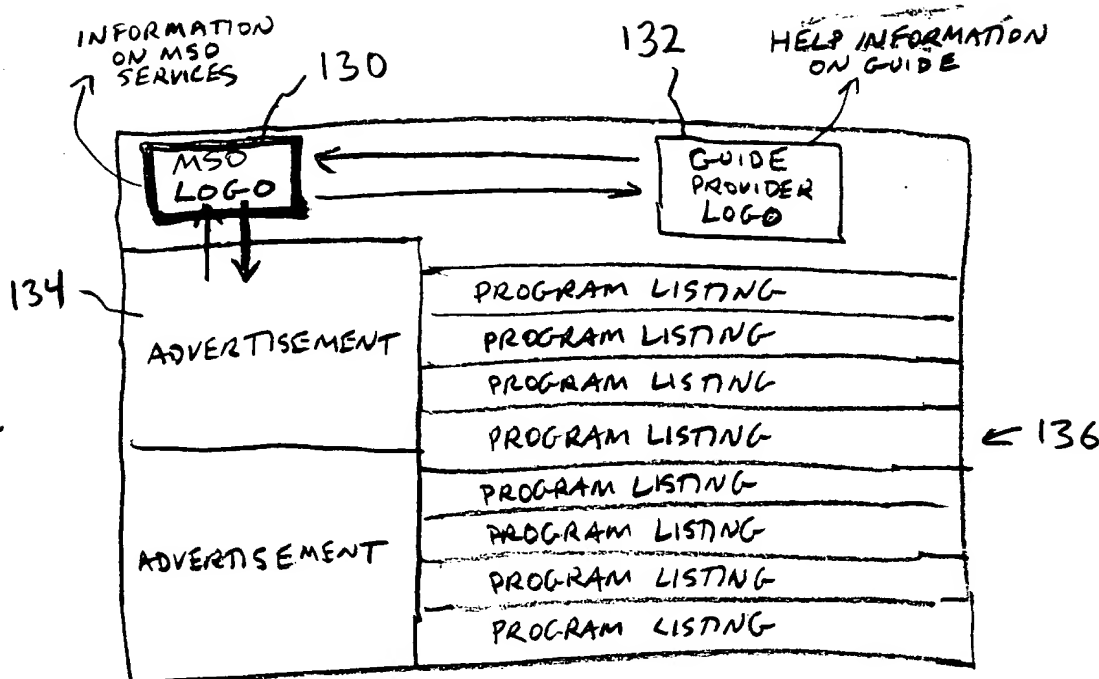 INFORMATION
ON MSO
SERVICES
130
132
HELP INFORMATION
ON GUIDE
MSO
LOGO
GUIDE
PROVIDER
LOGO
134
ADVERTISEMENT
ADVERTISEMENT
PROGRAM LISTING
PROGRAM LISTING
PROGRAM LISTING
PROGRAM LISTING
136
PROGRAM LISTING
PROGRAM LISTING
PROGRAM LISTING
PROGRAM LISTING